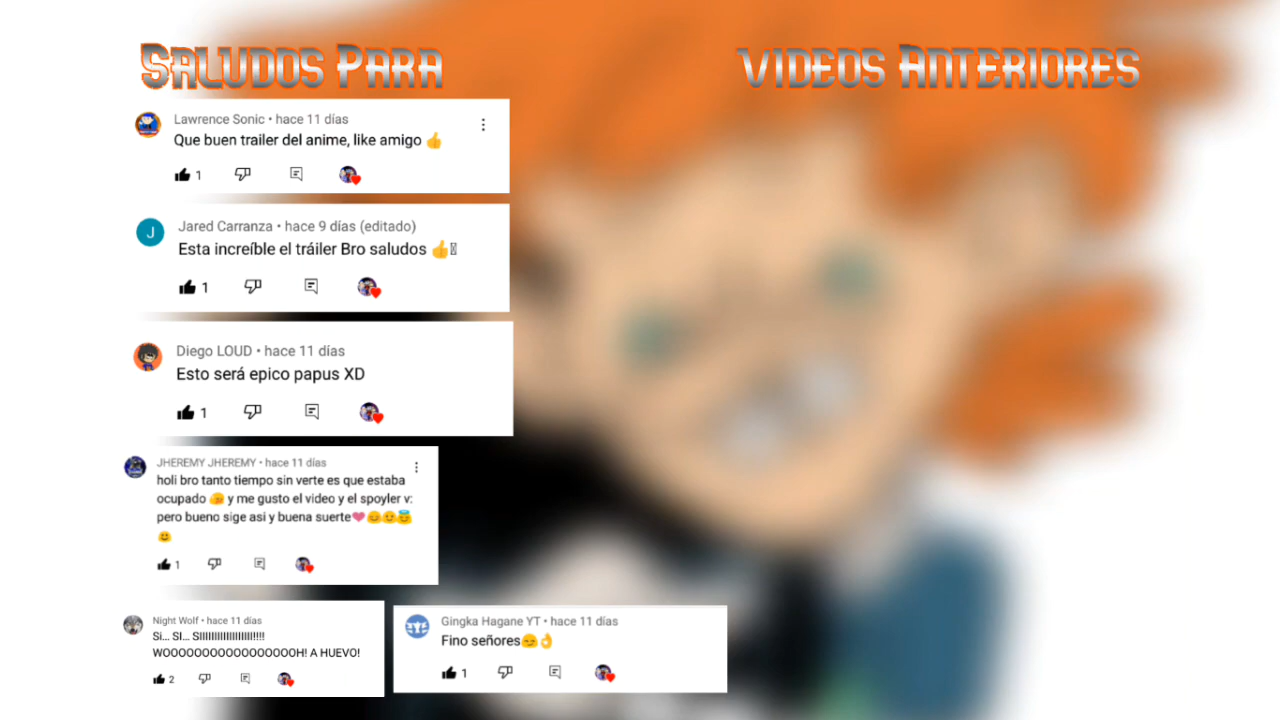 Saludos Para
Videos Anteriores
Lawrence Sonic • hace 11 días
Que buen trailer del anime, like amigo 👍
1
Jared Carranza • hace 9 días (editado)
J
Esta increíble el tráiler Bro saludos 👍
1
Diego LOUD • hace 11 días
Esto será epico papus XD
1
JHEREMY JHEREMY • hace 11 días
holi bro tanto tiempo sin verte es que estaba
ocupado 🤗 y me gusto el video y el spoyler v:
pero bueno sige asi y buena suerte💗😊😉😇
😃
1
Night Wolf • hace 11 días
Si... SI... SIIIIIIIIIIIIIIIIII!!!!
WOOOOOOOOOOOOOOOOOH! A HUEVO!
2
Gingka Hagane YT • hace 11 días
Fino señores😏👌
1